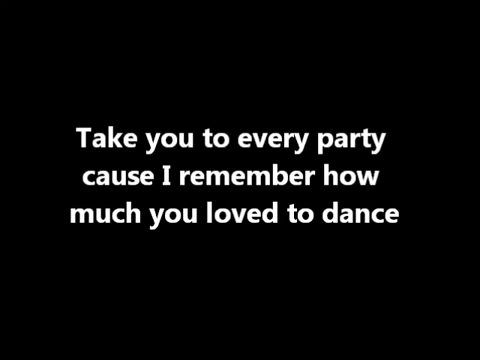 Take you to every party
cause I remember how
much you loved to dance